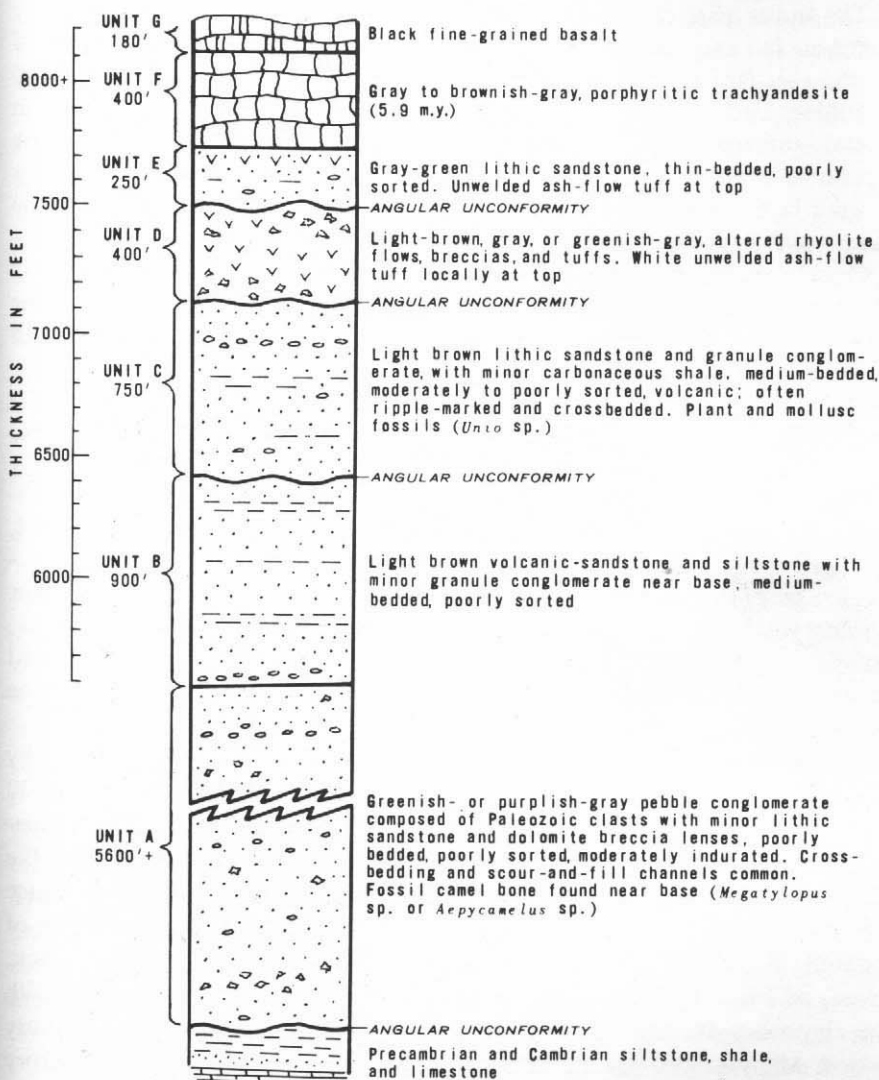 UNIT G
180'
Black fine-grained basalt
8000+
UNIT F
400'
Gray to brownish-gray, porphyritic trachyandesite
(5.9 m.y.)
UNIT E
250'
Gray-green lithic sandstone, thin-bedded, poorly
sorted. Unwelded ash-flow tuff at top
7500
ANGULAR UNCONFORMITY
UNIT D
400'
Light-brown, gray, or greenish-gray, altered rhyolite
flows, breccias, and tuffs. White unwelded ash-flow
tuff locally at top
ANGULAR UNCONFORMITY
7000
THICKNESS IN FEET
UNIT C
750'
Light brown lithic sandstone and granule conglom-
erate, with minor carbonaceous shale, medium-bedded,
moderately to poorly sorted, volcanic; often
ripple-marked and crossbedded. Plant and mollusc
fossils (Unio sp.)
6500
ANGULAR UNCONFORMITY
UNIT B
900'
6000
Light brown volcanic-sandstone and siltstone with
minor granule conglomerate near base, medium-
bedded, poorly sorted
UNIT A
5600'+
Greenish- or purplish-gray pebble conglomerate
composed of Paleozoic clasts with minor lithic
sandstone and dolomite breccia lenses, poorly
bedded, poorly sorted, moderately indurated. Cross-
bedding and scour-and-fill channels common.
Fossil camel bone found near base (Megatylopus
sp. or Aepycamelus sp.)
ANGULAR UNCONFORMITY
Precambrian and Cambrian siltstone, shale,
and limestone